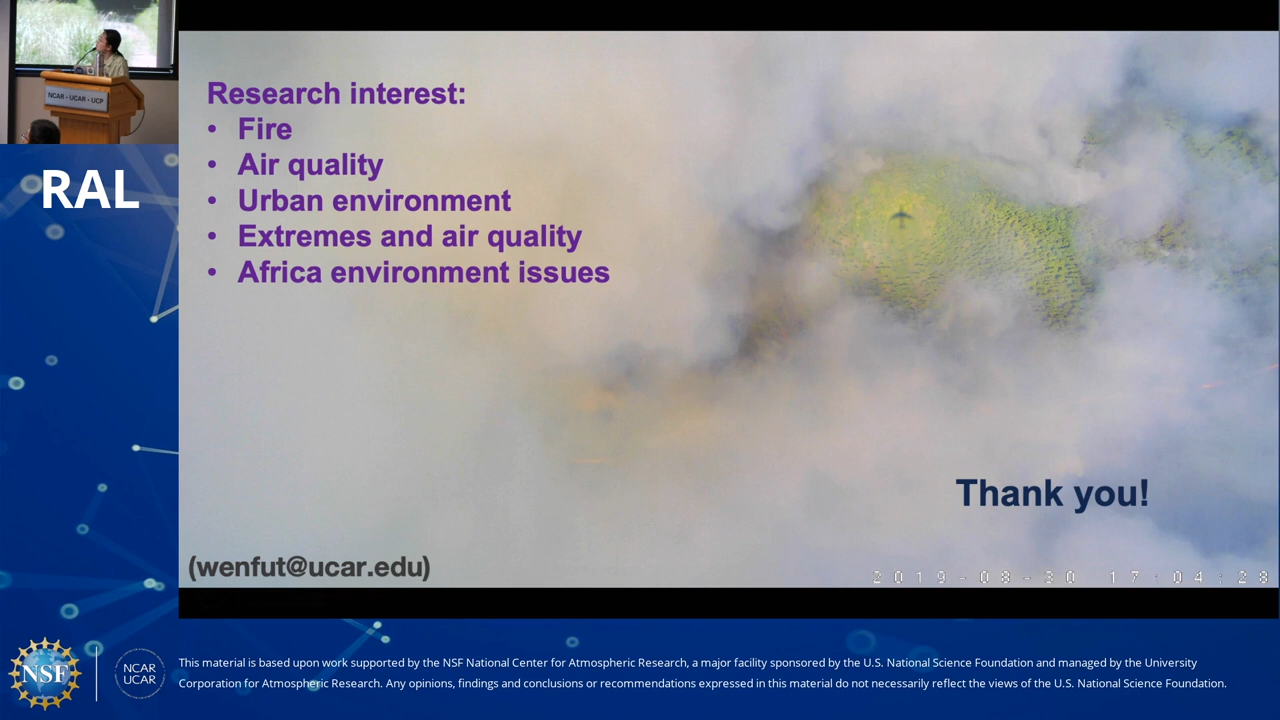 NCAR • UCAR • UCP
RAL
Research interest:
• Fire
• Air quality
• Urban environment
• Extremes and air quality
• Africa environment issues
Thank you!
(wenfut@ucar.edu)
2019-08-30 17:04:28
NSF
NCAR
UCAR
This material is based upon work supported by the NSF National Center for Atmospheric Research, a major facility sponsored by the U.S. National Science Foundation and managed by the University
Corporation for Atmospheric Research. Any opinions, findings and conclusions or recommendations expressed in this material do not necessarily reflect the views of the U.S. National Science Foundation.